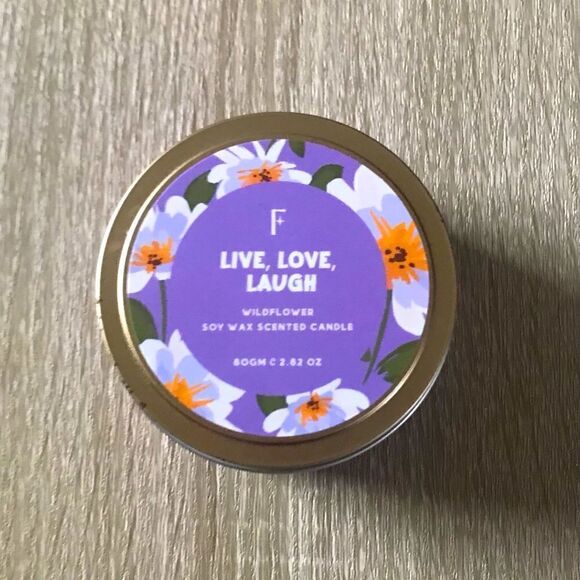 F
LIVE, LOVE,
LAUGH
WILDFLOWER
SOY WAX SCENTED CANDLE
80GM ℮ 2.82 OZ